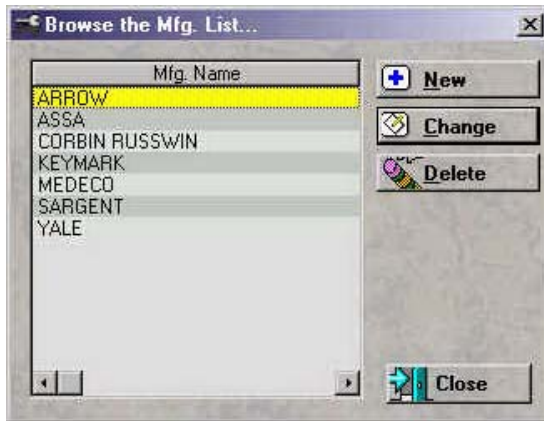 Browse the Mfg. List...
Mfg. Name
ARROW
ASSA
CORBIN RUSSWIN
KEYMARK
MEDECO
SARGENT
YALE
New
Change
Delete
Close